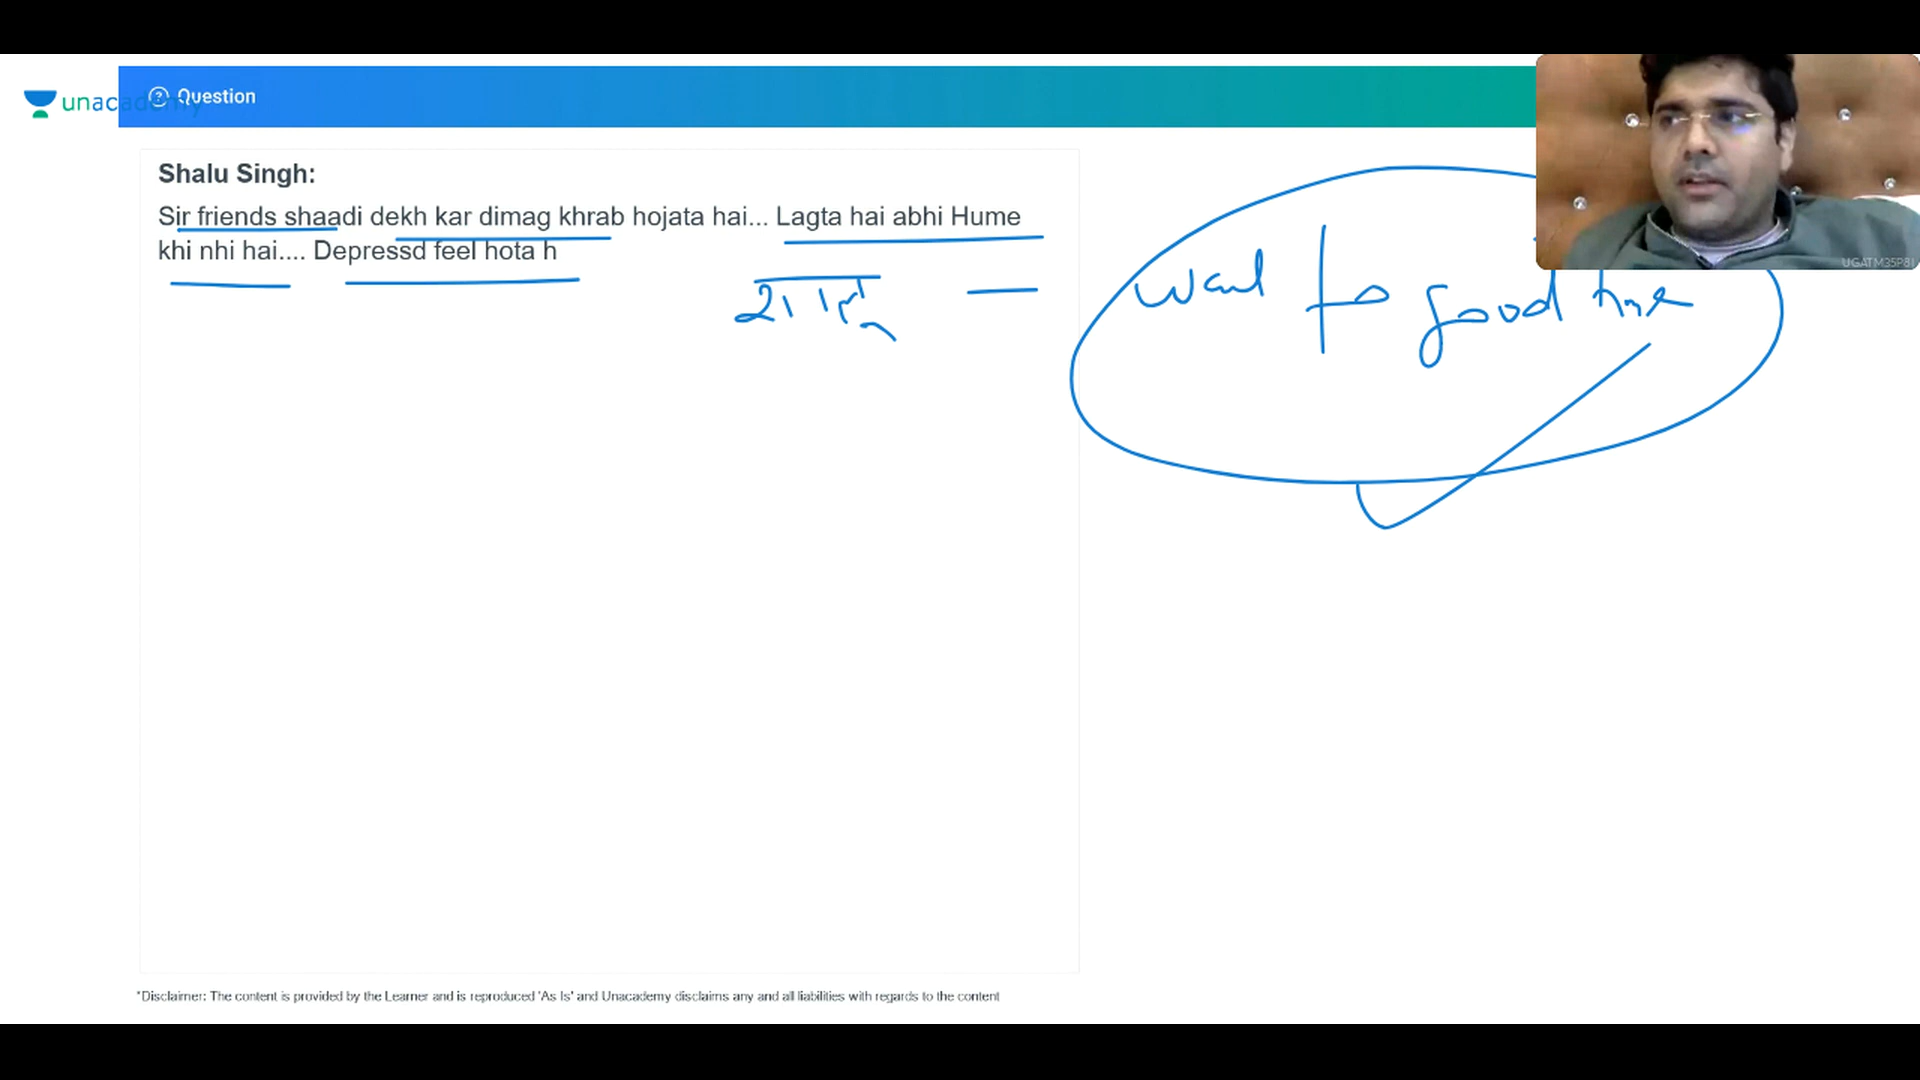 unacademy
Question
Shalu Singh:
Sir friends shaadi dekh kar dimag khrab hojata hai... Lagta hai abhi Hume
khi nhi hai.... Depressd feel hota h
good time
UGATM35P8I
*Disclaimer: The content is provided by the Learner and is reproduced 'As Is' and Unacademy disclaims any and all liabilities with regards to the content